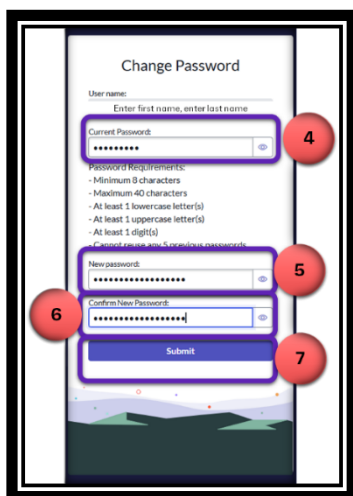 Change Password
User name:
Enter first name, enter last name
Current Password:
4
Password Requirements:
- Minimum 8 characters
- Maximum 40 characters
- At least 1 lowercase letter(s)
- At least 1 uppercase letter(s)
- At least 1 digit(s)
- Cannot reuse any 5 previous passwords
New password:
5
Confirm New Password:
6
Submit
7